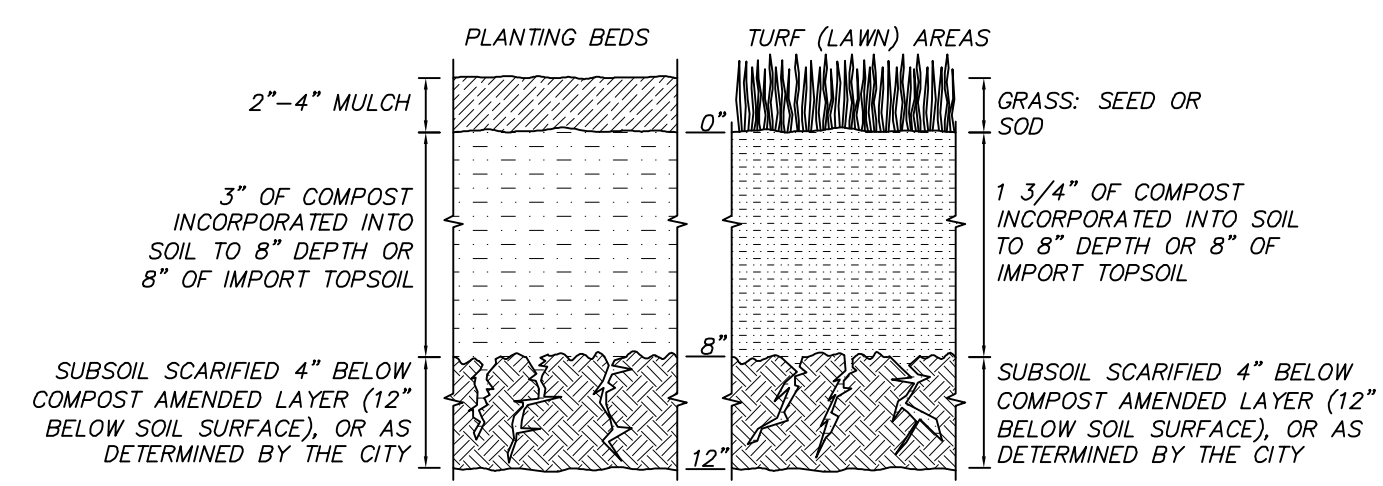 PLANTING BEDS
TURF (LAWN) AREAS
2"-4" MULCH
3" OF COMPOST
INCORPORATED INTO
SOIL TO 8" DEPTH OR
8" OF IMPORT TOPSOIL
SUBSOIL SCARIFIED 4" BELOW
COMPOST AMENDED LAYER (12"
BELOW SOIL SURFACE), OR AS
DETERMINED BY THE CITY
0"
8"
12"
GRASS: SEED OR
SOD
1 3/4" OF COMPOST
INCORPORATED INTO SOIL
TO 8" DEPTH OR 8" OF
IMPORT TOPSOIL
SUBSOIL SCARIFIED 4" BELOW
COMPOST AMENDED LAYER (12"
BELOW SOIL SURFACE), OR AS
DETERMINED BY THE CITY